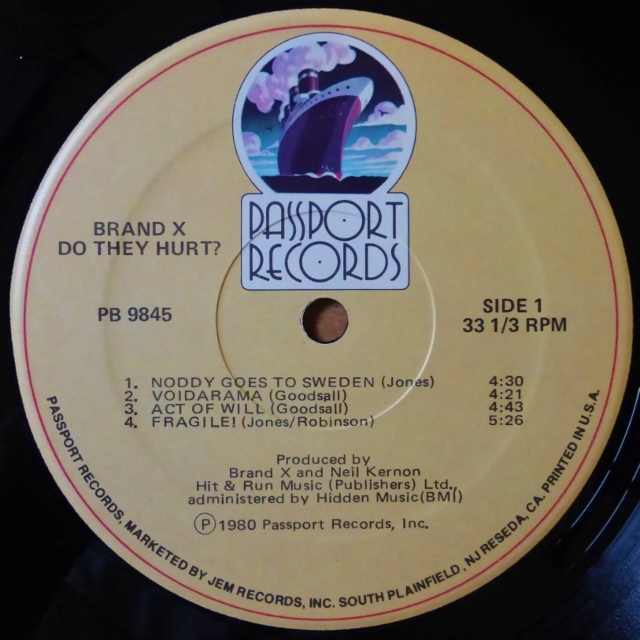 PASSPORT
RECORDS
BRAND X
DO THEY HURT?
PB 9845
SIDE 1
33 1/3 RPM
1. NODDY GOES TO SWEDEN (Jones) 4:30
2. VOIDARAMA (Goodsall) 4:21
3. ACT OF WILL (Goodsall) 4:43
4. FRAGILE! (Jones/Robinson) 5:26
Produced by
Brand X and Neil Kernon
Hit & Run Music (Publishers) Ltd.,
administered by Hidden Music(BMI)
Ⓟ1980 Passport Records, Inc.
PASSPORT RECORDS, MARKETED BY JEM RECORDS, INC. SOUTH PLAINFIELD, NJ RESEDA, CA. PRINTED IN U.S.A.